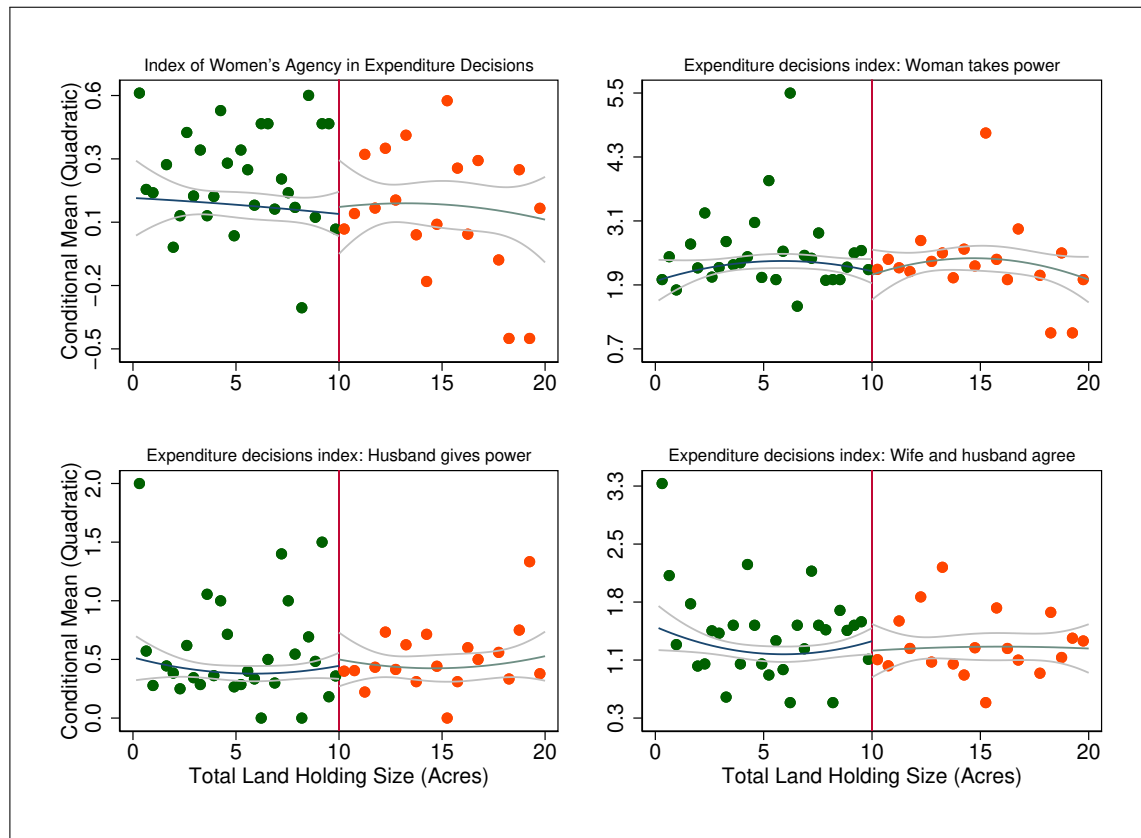 Index of Women's Agency in Expenditure Decisions
Conditional Mean (Quadratic)
0.6
0.3
0.1
−0.2
−0.5
0 5 10 15 20
Expenditure decisions index: Woman takes power
5.5
4.3
3.1
1.9
0.7
0 5 10 15 20
Expenditure decisions index: Husband gives power
Conditional Mean (Quadratic)
2.0
1.5
1.0
0.5
0.0
0 5 10 15 20
Total Land Holding Size (Acres)
Expenditure decisions index: Wife and husband agree
3.3
2.5
1.8
1.1
0.3
0 5 10 15 20
Total Land Holding Size (Acres)